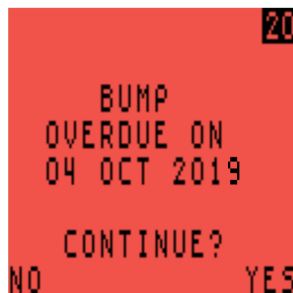 20
BUMP
OVERDUE ON
04 OCT 2019
CONTINUE?
NO YES